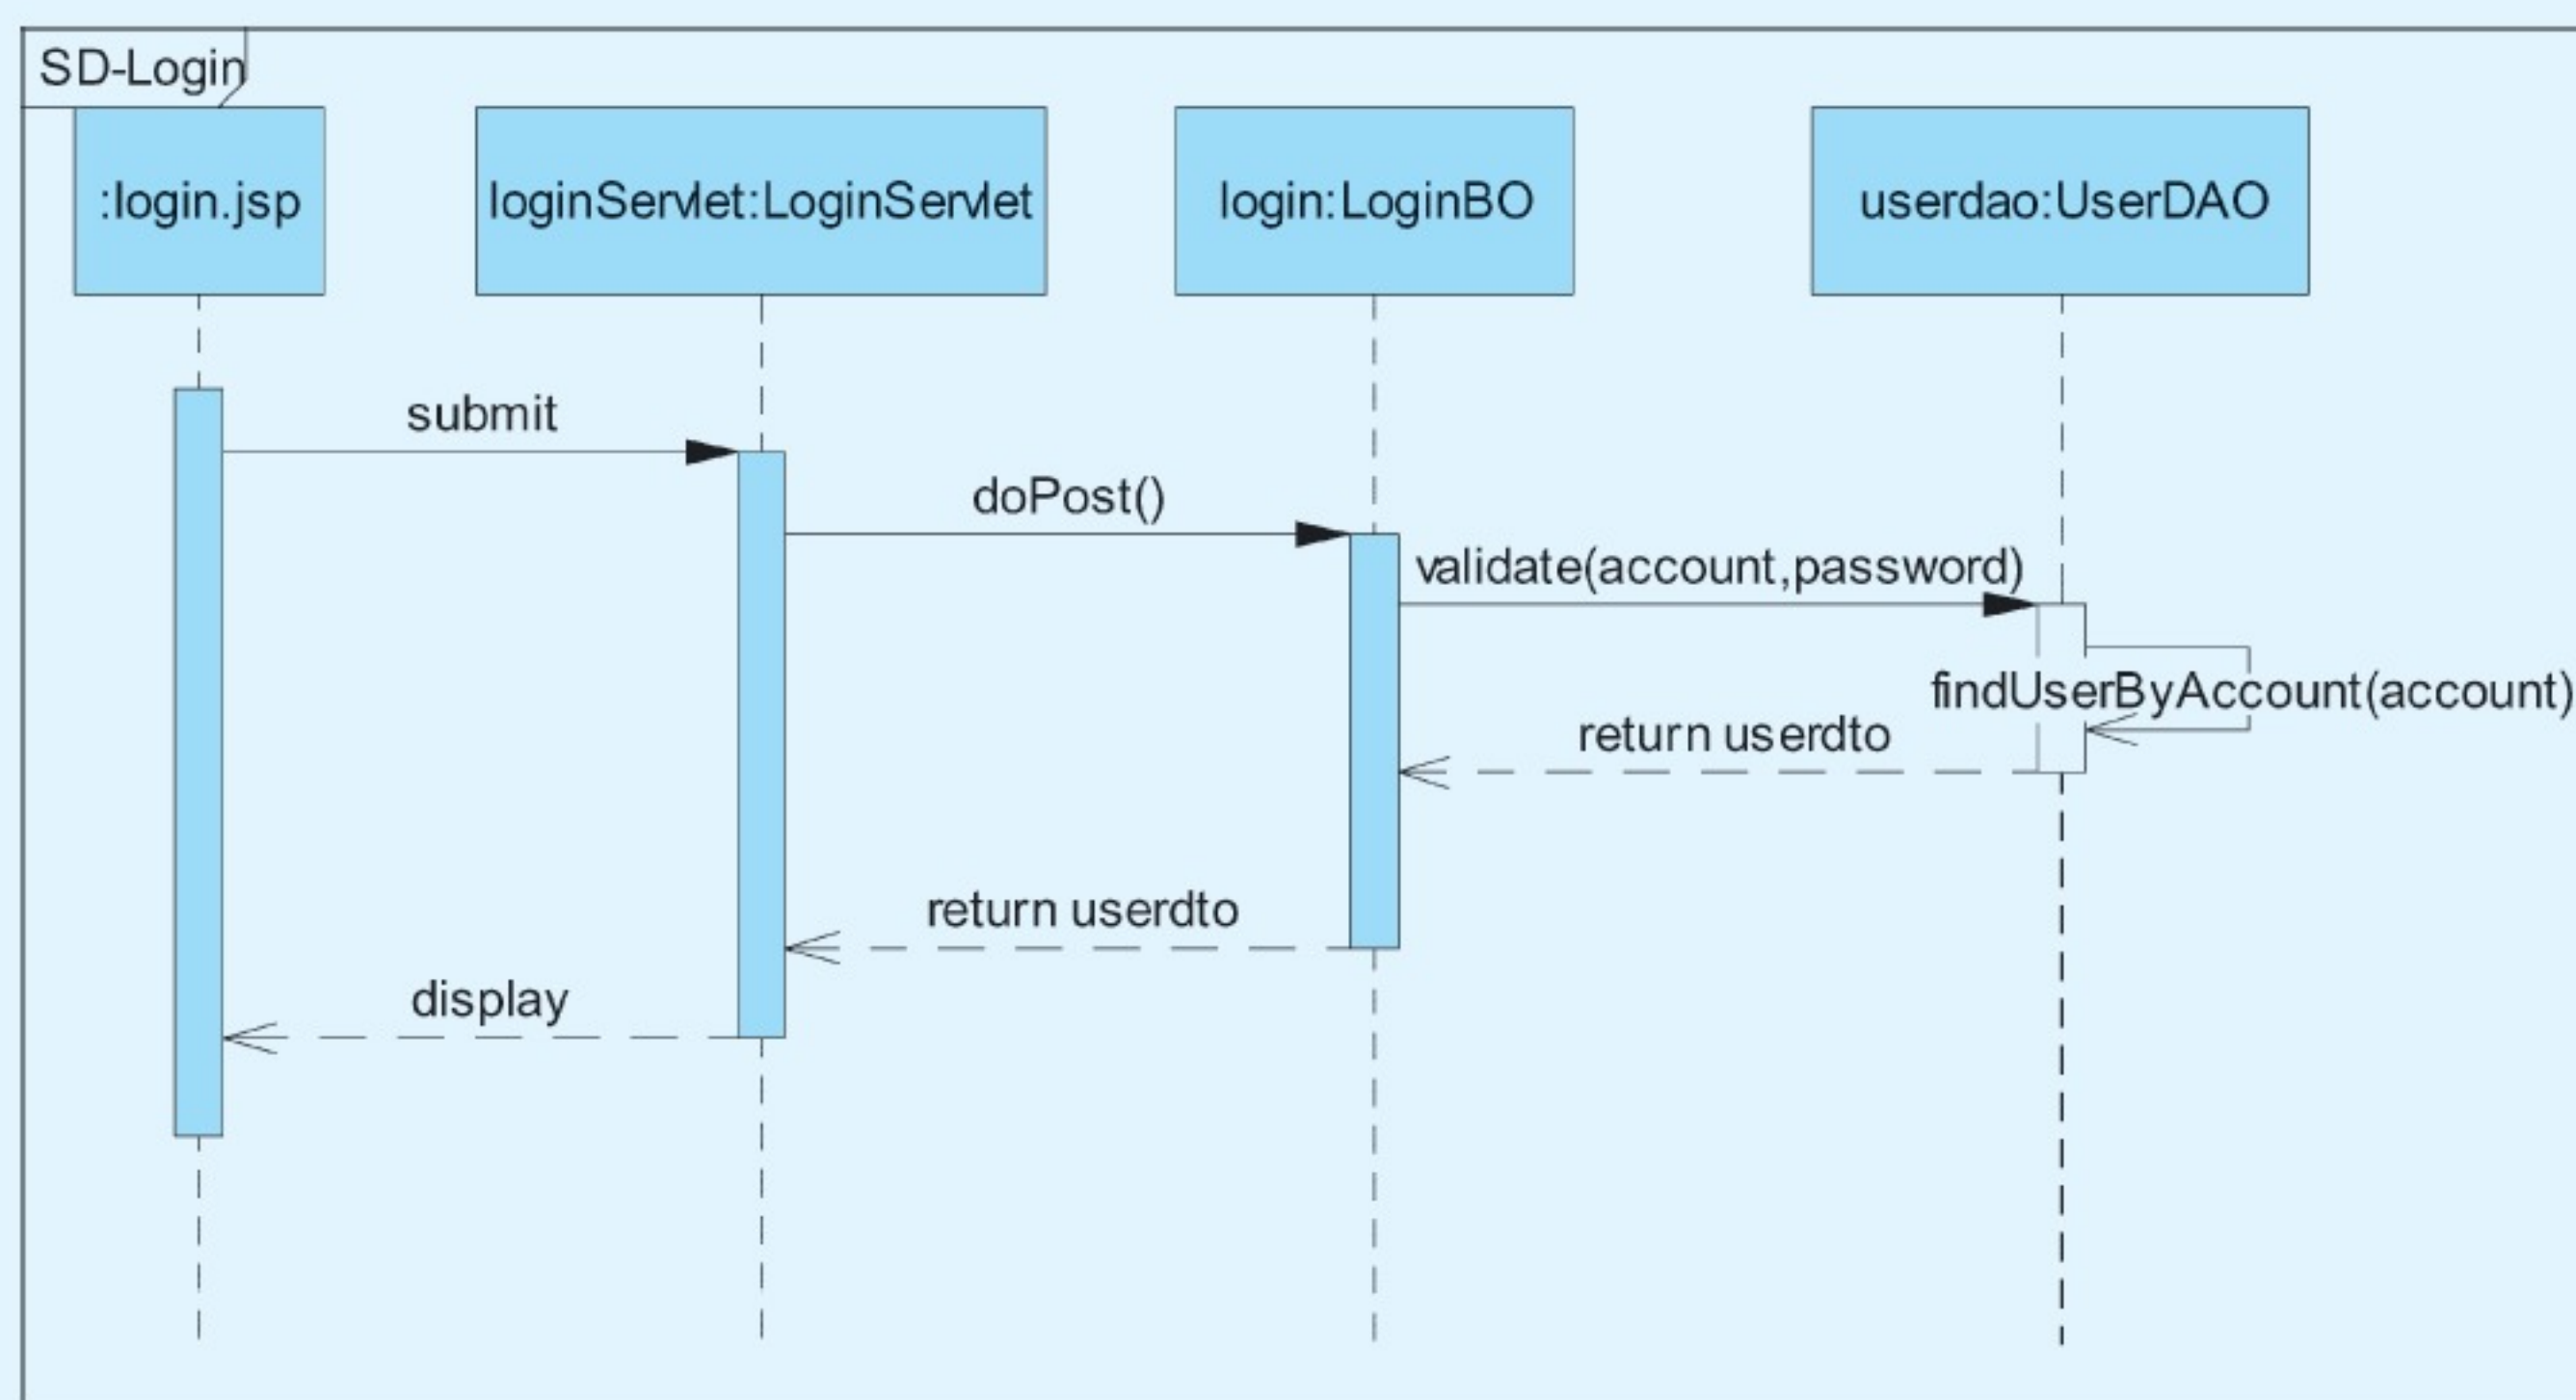 SD-Login
:login.jsp
loginServlet:LoginServlet
login:LoginBO
userdao:UserDAO
submit
doPost()
validate(account,password)
findUserByAccount(account)
return userdto
return userdto
display